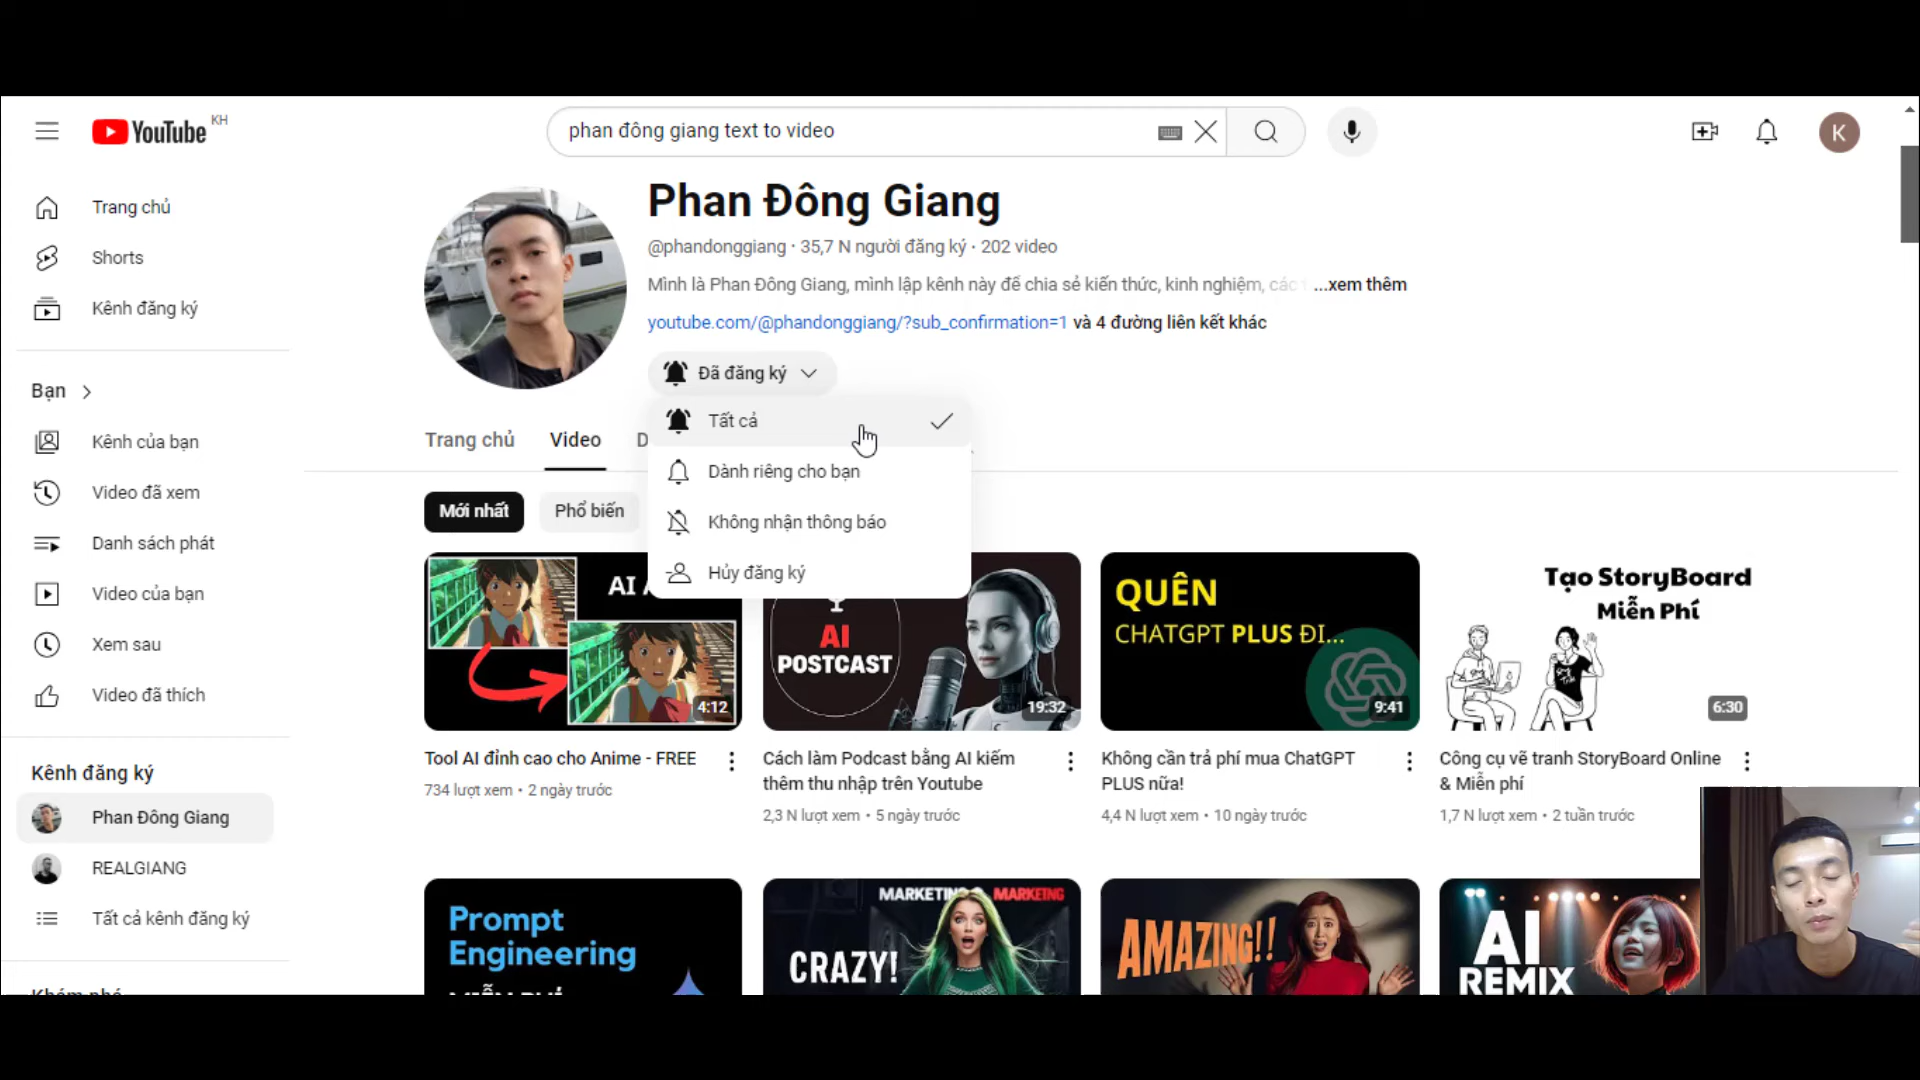 YouTube KH
phan đông giang text to video
K
Trang chủ
Shorts
Kênh đăng ký
Bạn
Kênh của bạn
Video đã xem
Danh sách phát
Video của bạn
Xem sau
Video đã thích
Kênh đăng ký
Phan Đông Giang
REALGIANG
Tất cả kênh đăng ký
Phan Đông Giang
@phandonggiang · 35,7 N người đăng ký · 202 video
Mình là Phan Đông Giang, mình lập kênh này để chia sẻ kiến thức, kinh nghiệm, các ...xem thêm
youtube.com/@phandonggiang/?sub_confirmation=1 và 4 đường liên kết khác
Đã đăng ký
Tất cả
Dành riêng cho bạn
Không nhận thông báo
Hủy đăng ký
Trang chủ
Video
Mới nhất
Phổ biến
AI
4:12
Tool AI đỉnh cao cho Anime - FREE
734 lượt xem • 2 ngày trước
AI
POSTCAST
19:32
Cách làm Podcast bằng AI kiếm
thêm thu nhập trên Youtube
2,3 N lượt xem • 5 ngày trước
QUÊN
CHATGPT PLUS ĐI...
9:41
Không cần trả phí mua ChatGPT
PLUS nữa!
4,4 N lượt xem • 10 ngày trước
Tạo StoryBoard
Miễn Phí
6:30
Công cụ vẽ tranh StoryBoard Online
& Miễn phí
1,7 N lượt xem • 2 tuần trước
Prompt
Engineering
MARKETING MARKETING
CRAZY!
AMAZING!!
AI
REMIX